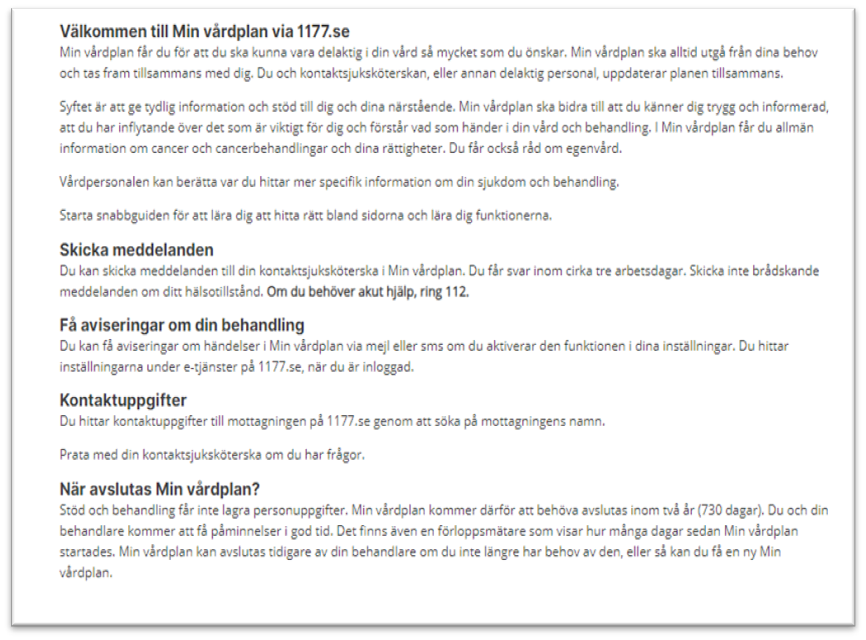 Välkommen till Min vårdplan via 1177.se
Min vårdplan får du för att du ska kunna vara delaktig i din vård så mycket som du önskar. Min vårdplan ska alltid utgå från dina behov
och tas fram tillsammans med dig. Du och kontaktsjuksköterskan, eller annan delaktig personal, uppdaterar planen tillsammans.
Syftet är att ge tydlig information och stöd till dig och dina närstående. Min vårdplan ska bidra till att du känner dig trygg och informerad,
att du har inflytande över det som är viktigt för dig och förstår vad som händer i din vård och behandling. I Min vårdplan får du allmän
information om cancer och cancerbehandlingar och dina rättigheter. Du får också råd om egenvård.
Vårdpersonalen kan berätta var du hittar mer specifik information om din sjukdom och behandling.
Starta snabbguiden för att lära dig att hitta rätt bland sidorna och lära dig funktionerna.
Skicka meddelanden
Du kan skicka meddelanden till din kontaktsjuksköterska i Min vårdplan. Du får svar inom cirka tre arbetsdagar. Skicka inte brådskande
meddelanden om ditt hälsotillstånd. Om du behöver akut hjälp, ring 112.
Få aviseringar om din behandling
Du kan få aviseringar om händelser i Min vårdplan via mejl eller sms om du aktiverar den funktionen i dina inställningar. Du hittar
inställningarna under e-tjänster på 1177.se, när du är inloggad.
Kontaktuppgifter
Du hittar kontaktuppgifter till mottagningen på 1177.se genom att söka på mottagningens namn.
Prata med din kontaktsjuksköterska om du har frågor.
När avslutas Min vårdplan?
Stöd och behandling får inte lagra personuppgifter. Min vårdplan kommer därför att behöva avslutas inom två år (730 dagar). Du och din
behandlare kommer att få påminnelser i god tid. Det finns även en förloppsmätare som visar hur många dagar sedan Min vårdplan
startades. Min vårdplan kan avslutas tidigare av din behandlare om du inte längre har behov av den, eller så kan du få en ny Min
vårdplan.